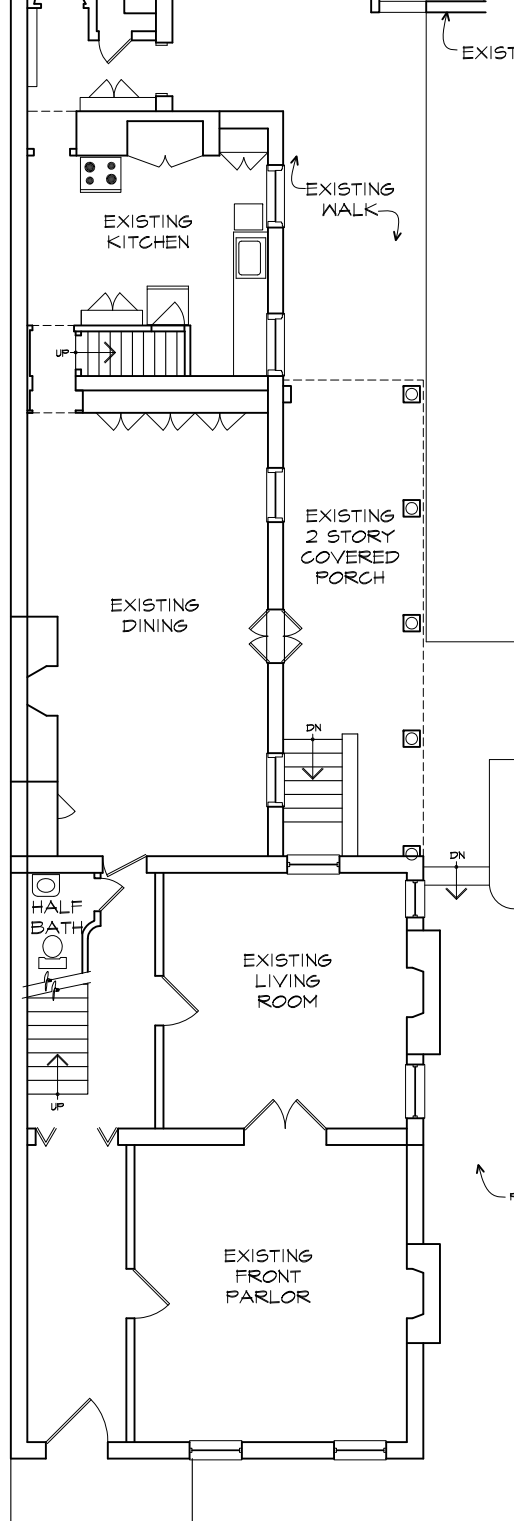 EXIST
EXISTING
WALK
EXISTING
KITCHEN
UP
EXISTING
2 STORY
COVERED
PORCH
EXISTING
DINING
DN
DN
HALF
BATH
EXISTING
LIVING
ROOM
UP
EXISTING
FRONT
PARLOR